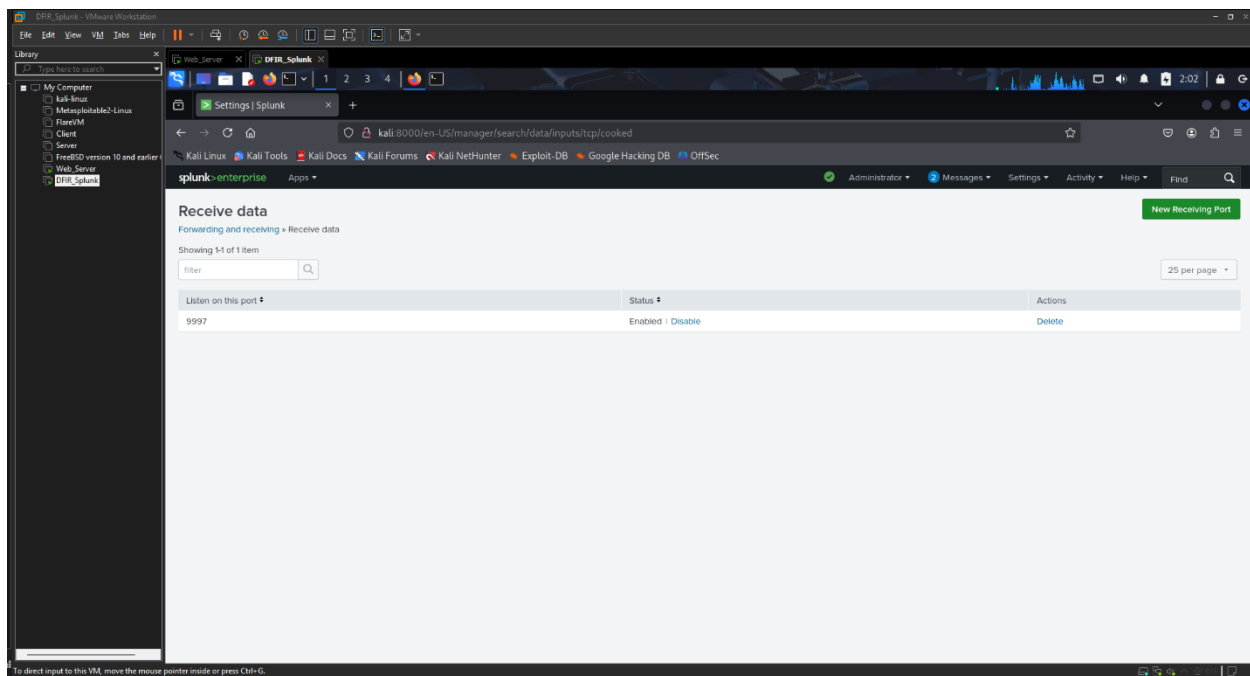 DFIR_Splunk - VMware Workstation
File Edit View VM Tabs Help
Library
Type here to search
My Computer
kali-linux
Metasploitable2-Linux
FlareVM
Client
Server
FreeBSD version 10 and earlier
Web_Server
DFIR_Splunk
Web_Server DFIR_Splunk
1 2 3 4 2:02
Settings | Splunk
kali:8000/en-US/manager/search/data/inputs/tcp/cooked
Kali Linux Kali Tools Kali Docs Kali Forums Kali NetHunter Exploit-DB Google Hacking DB OffSec
splunk>enterprise Apps Administrator 2 Messages Settings Activity Help Find
Receive data New Receiving Port
Forwarding and receiving » Receive data
Showing 1-1 of 1 item
filter 25 per page
Listen on this port Status Actions
9997 Enabled | Disable Delete
To direct input to this VM, move the mouse pointer inside or press Ctrl+G.